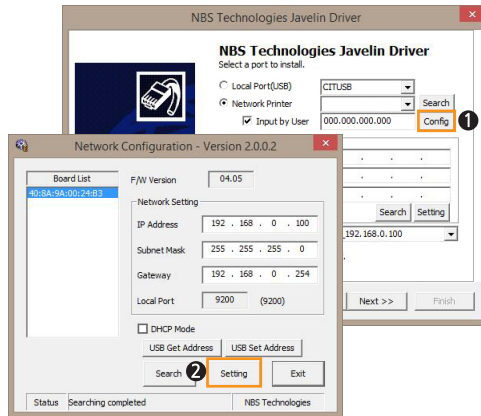 NBS Technologies Javelin Driver
NBS Technologies Javelin Driver
Select a port to install.
Local Port(USB) CITUSB
Network Printer Search
Input by User 000.000.000.000 Config 1
Network Configuration - Version 2.0.0.2
Board List
40:8A:9A:00:24:B3
F/W Version 04.05
Network Setting
IP Address 192 . 168 . 0 . 100
Subnet Mask 255 . 255 . 255 . 0
Gateway 192 . 168 . 0 . 254
Local Port 9200 (9200)
DHCP Mode
USB Get Address USB Set Address
Search 2 Setting Exit
Status Searching completed NBS Technologies
Search Setting
_192.168.0.100
Next >> Finish